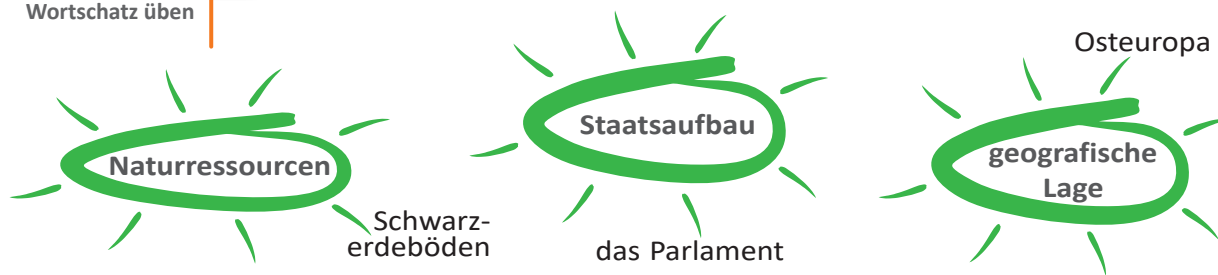 Wortschatz üben
Naturressourcen
Schwarz-
erdeböden
Staatsaufbau
das Parlament
Osteuropa
geografische
Lage